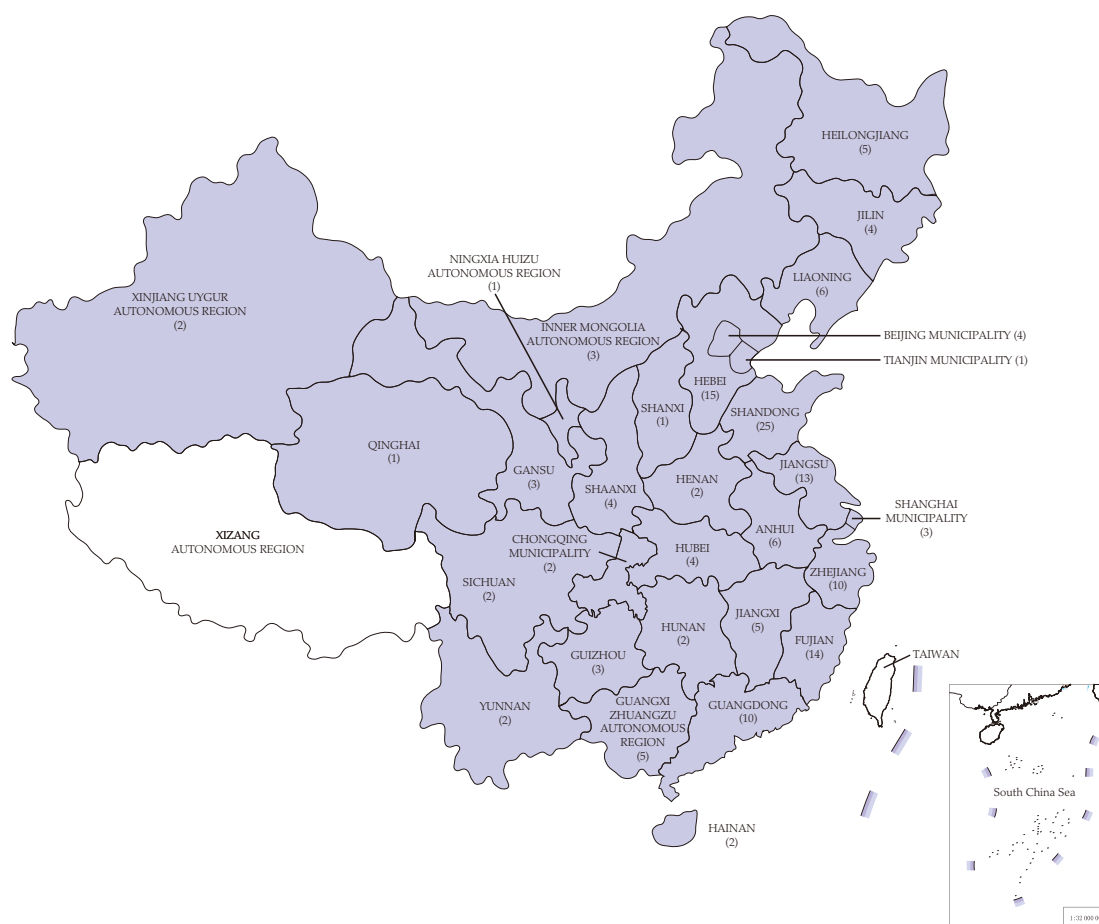 HEILONGJIANG
(5)
JILIN
(4)
LIAONING
(6)
NINGXIA HUIZU
AUTONOMOUS REGION
(1)
XINJIANG UYGUR
AUTONOMOUS REGION
(2)
INNER MONGOLIA
AUTONOMOUS REGION
(3)
BEIJING MUNICIPALITY (4)
TIANJIN MUNICIPALITY (1)
HEBEI
(15)
SHANXI
(1)
SHANDONG
(25)
QINGHAI
(1)
GANSU
(3)
SHAANXI
(4)
HENAN
(2)
JIANGSU
(13)
SHANGHAI
MUNICIPALITY
(3)
XIZANG
AUTONOMOUS REGION
CHONGQING
MUNICIPALITY
(2)
HUBEI
(4)
ANHUI
(6)
ZHEJIANG
(10)
SICHUAN
(2)
HUNAN
(2)
JIANGXI
(5)
FUJIAN
(14)
GUIZHOU
(3)
TAIWAN
YUNNAN
(2)
GUANGXI
ZHUANGZU
AUTONOMOUS
REGION
(5)
GUANGDONG
(10)
HAINAN
(2)
South China Sea